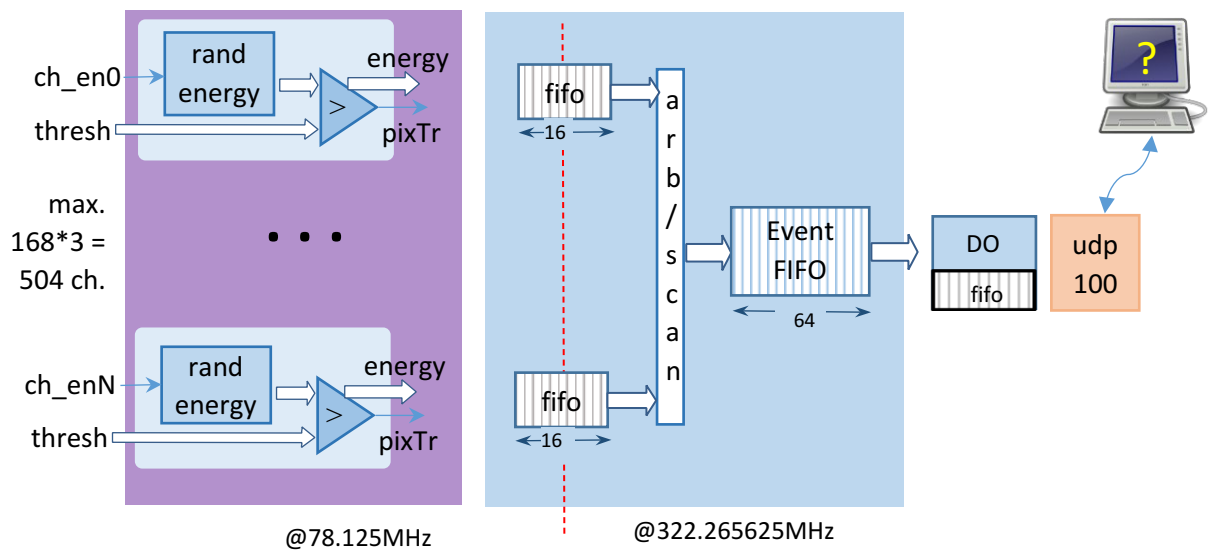 ch_en0
rand
energy
thresh
>
energy
pixTr
max.
168*3 =
504 ch.
. . .
ch_enN
rand
energy
thresh
>
energy
pixTr
@78.125MHz
fifo
16
fifo
16
a
r
b
/
s
c
a
n
Event
FIFO
64
@322.265625MHz
DO
fifo
udp
100
?